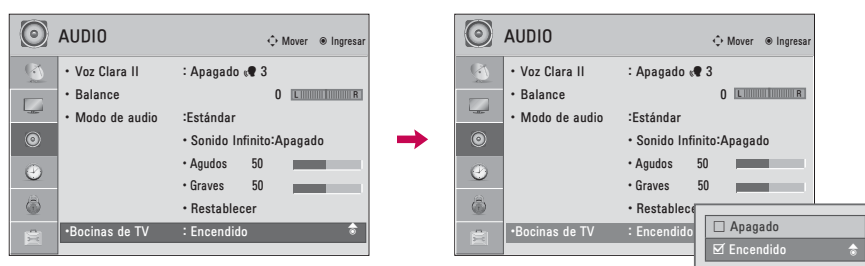 AUDIO
Mover Ingresar
• Voz Clara II : Apagado 3
• Balance 0 L R
• Modo de audio :Estándar
• Sonido Infinito:Apagado
• Agudos 50
• Graves 50
• Restablecer
•Bocinas de TV : Encendido
AUDIO
Mover Ingresar
• Voz Clara II : Apagado 3
• Balance 0 L R
• Modo de audio :Estándar
• Sonido Infinito:Apagado
• Agudos 50
• Graves 50
• Restablecer
•Bocinas de TV : Encendido
Apagado
Encendido